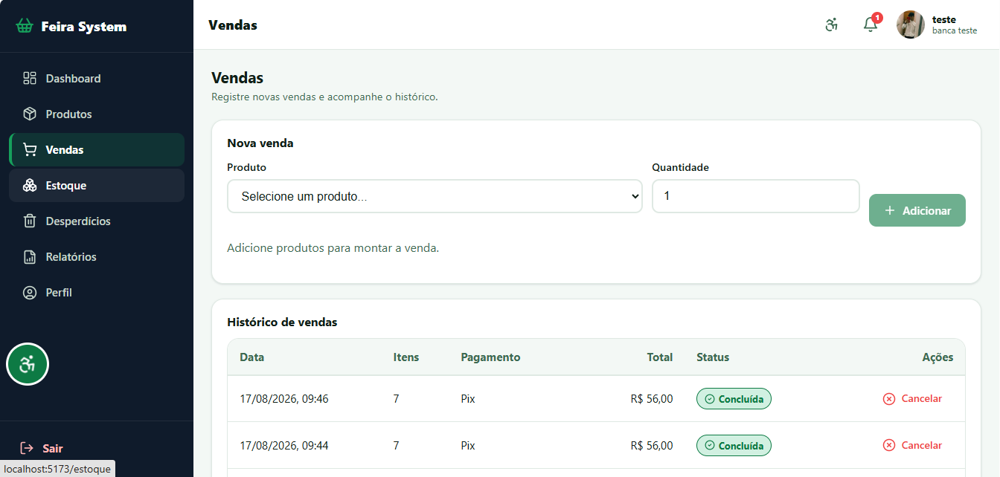 Feira System
Dashboard
Produtos
Vendas
Estoque
Desperdícios
Relatórios
Perfil
Sair
localhost:5173/estoque
Vendas
1
teste
banca teste
Vendas
Registre novas vendas e acompanhe o histórico.
Nova venda
Produto Quantidade
Selecione um produto... 1 Adicionar
Adicione produtos para montar a venda.
Histórico de vendas
Data Itens Pagamento Total Status Ações
17/08/2026, 09:46 7 Pix R$ 56,00 Concluída Cancelar
17/08/2026, 09:44 7 Pix R$ 56,00 Concluída Cancelar